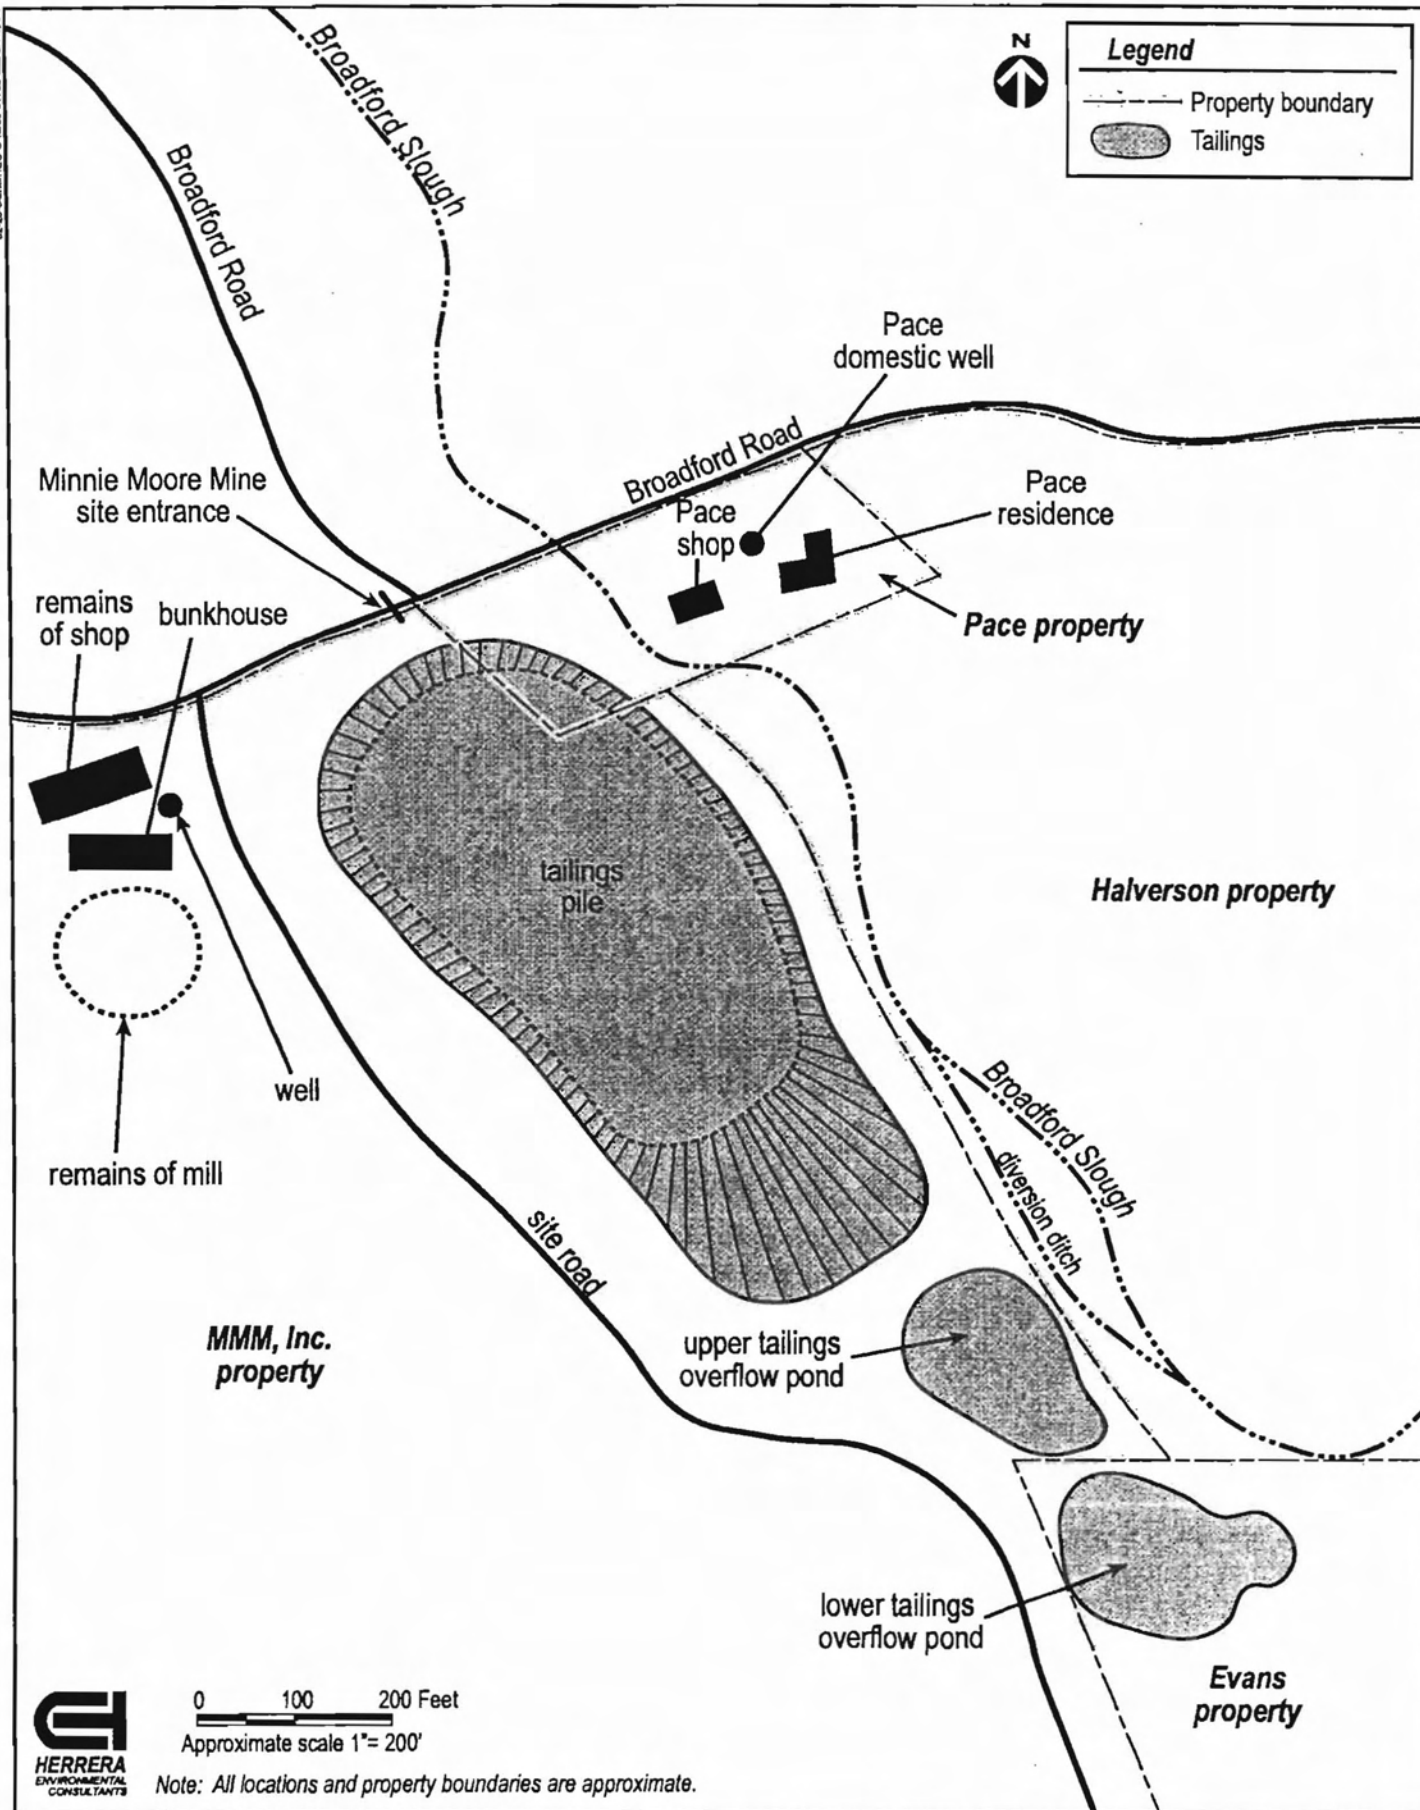 N
Legend
Property boundary
Tailings
Broadford Slough
Broadford Road
Pace
domestic well
Broadford Road
Minnie Moore Mine
site entrance
Pace
shop
Pace
residence
remains
of shop
bunkhouse
Pace property
tailings
pile
Halverson property
well
remains of mill
Broadford Slough
diversion ditch
site road
MMM, Inc.
property
upper tailings
overflow pond
lower tailings
overflow pond
Evans
property
0 100 200 Feet
Approximate scale 1"= 200'
HERRERA
ENVIRONMENTAL
CONSULTANTS
Note: All locations and property boundaries are approximate.